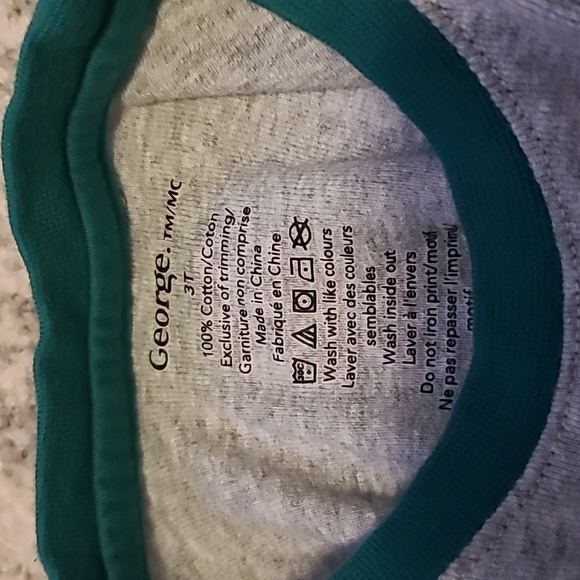 George. TM/MC
3T
100% Cotton/Coton
Exclusive of trimming/
Garniture non comprise
Made in China
Fabriqué en Chine
30C
Wash with like colours
Laver avec des couleurs
semblables
Wash inside out
Laver à l'envers
Do not iron print/motif
Ne pas repasser l'imprimé/
motif